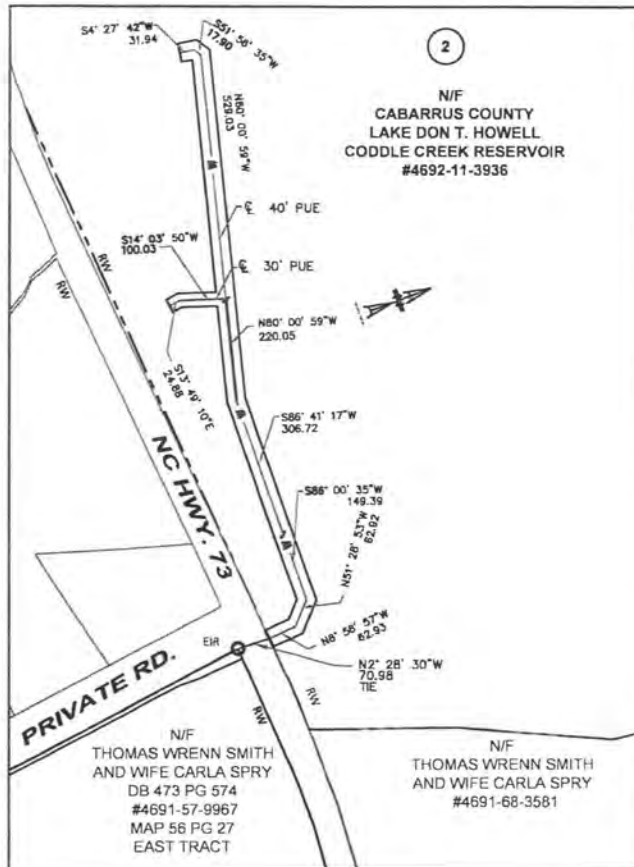 S4° 27' 42"W
31.94
S51° 56' 35"W
17.90
2
N/F
CABARRUS COUNTY
LAKE DON T. HOWELL
CODDLE CREEK RESERVOIR
#4692-11-3936
N80° 00' 59"W
529.03
40' PUE
S14° 03' 50"W
100.03
30' PUE
RW
RW
N80° 00' 59"W
220.05
S13° 49' 10"E
24.88
S86° 41' 17"W
306.72
NC HWY. 73
S86° 00' 35"W
149.39
N51° 28' 53"W
62.92
N8° 58' 57"W
62.93
EIR
N2° 28' 30"W
70.98
TIE
PRIVATE RD.
RW
RW
N/F
THOMAS WRENN SMITH
AND WIFE CARLA SPRY
DB 473 PG 574
#4691-57-9967
MAP 56 PG 27
EAST TRACT
N/F
THOMAS WRENN SMITH
AND WIFE CARLA SPRY
#4691-68-3581